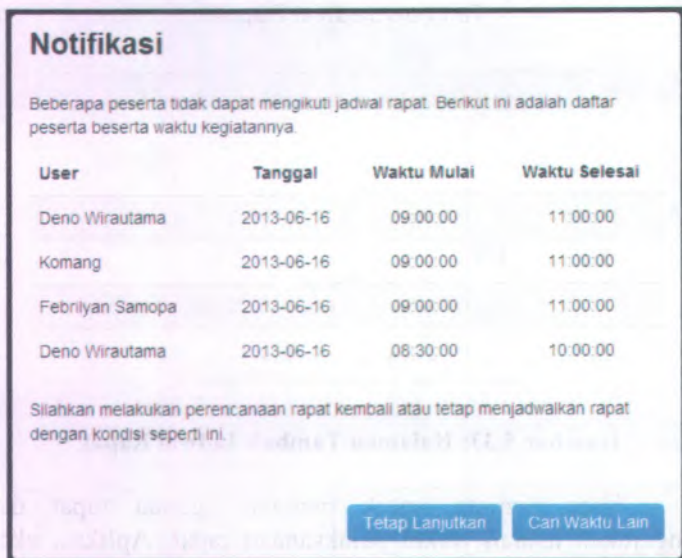 Notifikasi
Beberapa peserta tidak dapat mengikuti jadwal rapat. Berikut ini adalah daftar
peserta beserta waktu kegiatannya.
User Tanggal Waktu Mulai Waktu Selesai
Deno Wirautama 2013-06-16 09:00:00 11:00:00
Komang 2013-06-16 09:00:00 11:00:00
Febrilyan Samopa 2013-06-16 09:00:00 11:00:00
Deno Wirautama 2013-06-16 08:30:00 10:00:00
Silahkan melakukan perencanaan rapat kembali atau tetap menjadwalkan rapat
dengan kondisi seperti ini.
Tetap Lanjutkan Cari Waktu Lain